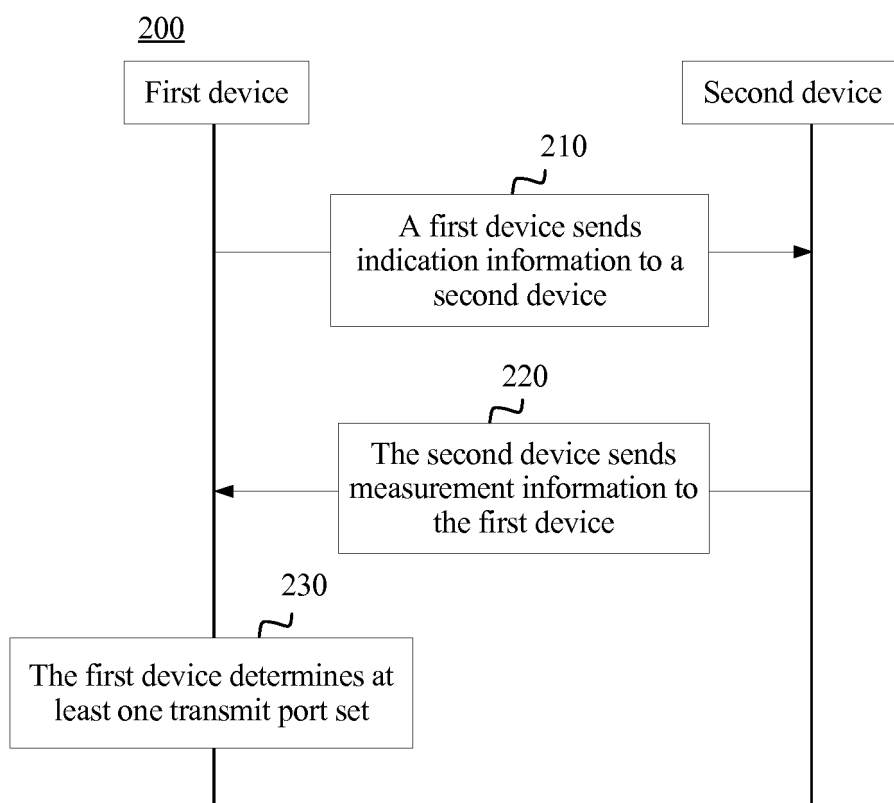 200
First device
Second device
210
A first device sends
indication information to a
second device
220
The second device sends
measurement information to
the first device
230
The first device determines at
least one transmit port set